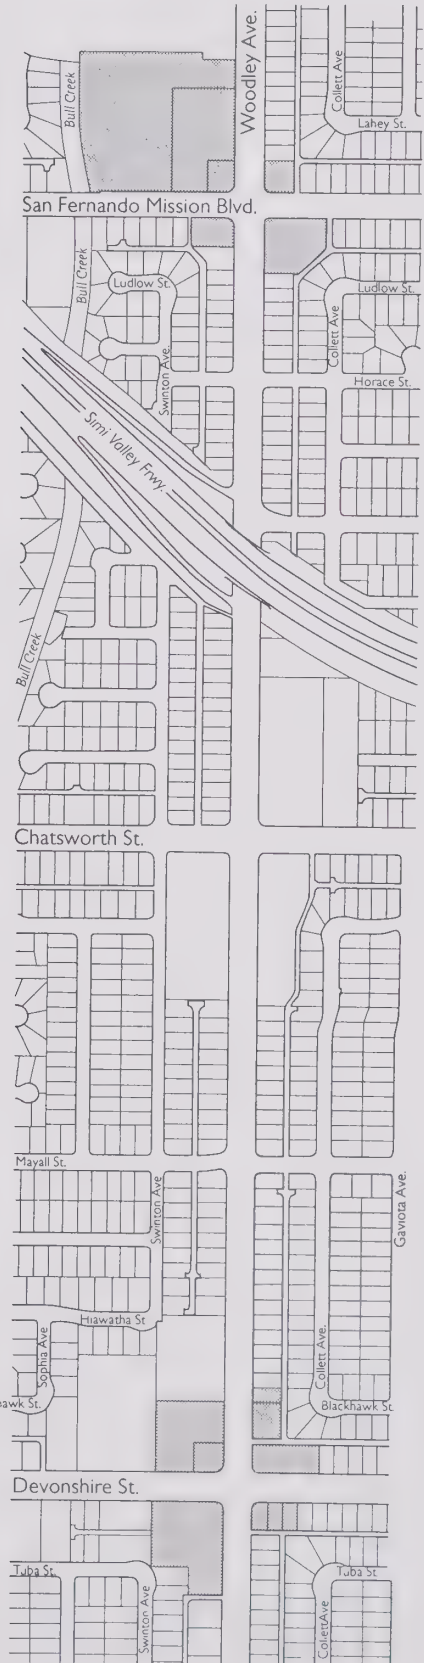 Woodley Ave.
Collett Ave
Bull Creek
Lahey St.
San Fernando Mission Blvd.
Bull Creek
Ludlow St.
Ludlow St.
Collett Ave
Swinton Ave.
Horace St.
Simi Valley Frwy.
Bull Creek
Chatsworth St.
Mayall St.
Swinton Ave
Gaviota Ave.
Hiawatha St
Sophia Ave
Collett Ave.
awk St.
Blackhawk St.
Devonshire St.
Tuba St.
Tuba St
Swinton Ave
Collett Ave